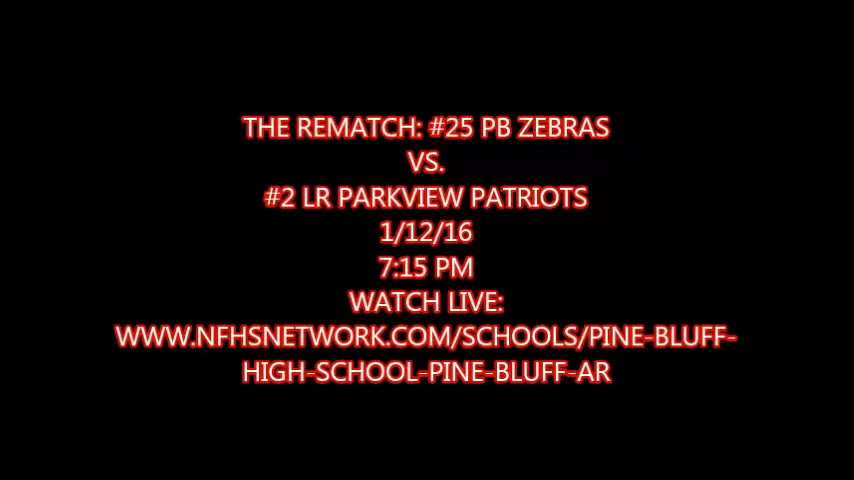 THE REMATCH: #25 PB ZEBRAS
VS.
#2 LR PARKVIEW PATRIOTS
1/12/16
7:15 PM
WATCH LIVE:
WWW.NFHSNETWORK.COM/SCHOOLS/PINE-BLUFF-
HIGH-SCHOOL-PINE-BLUFF-AR